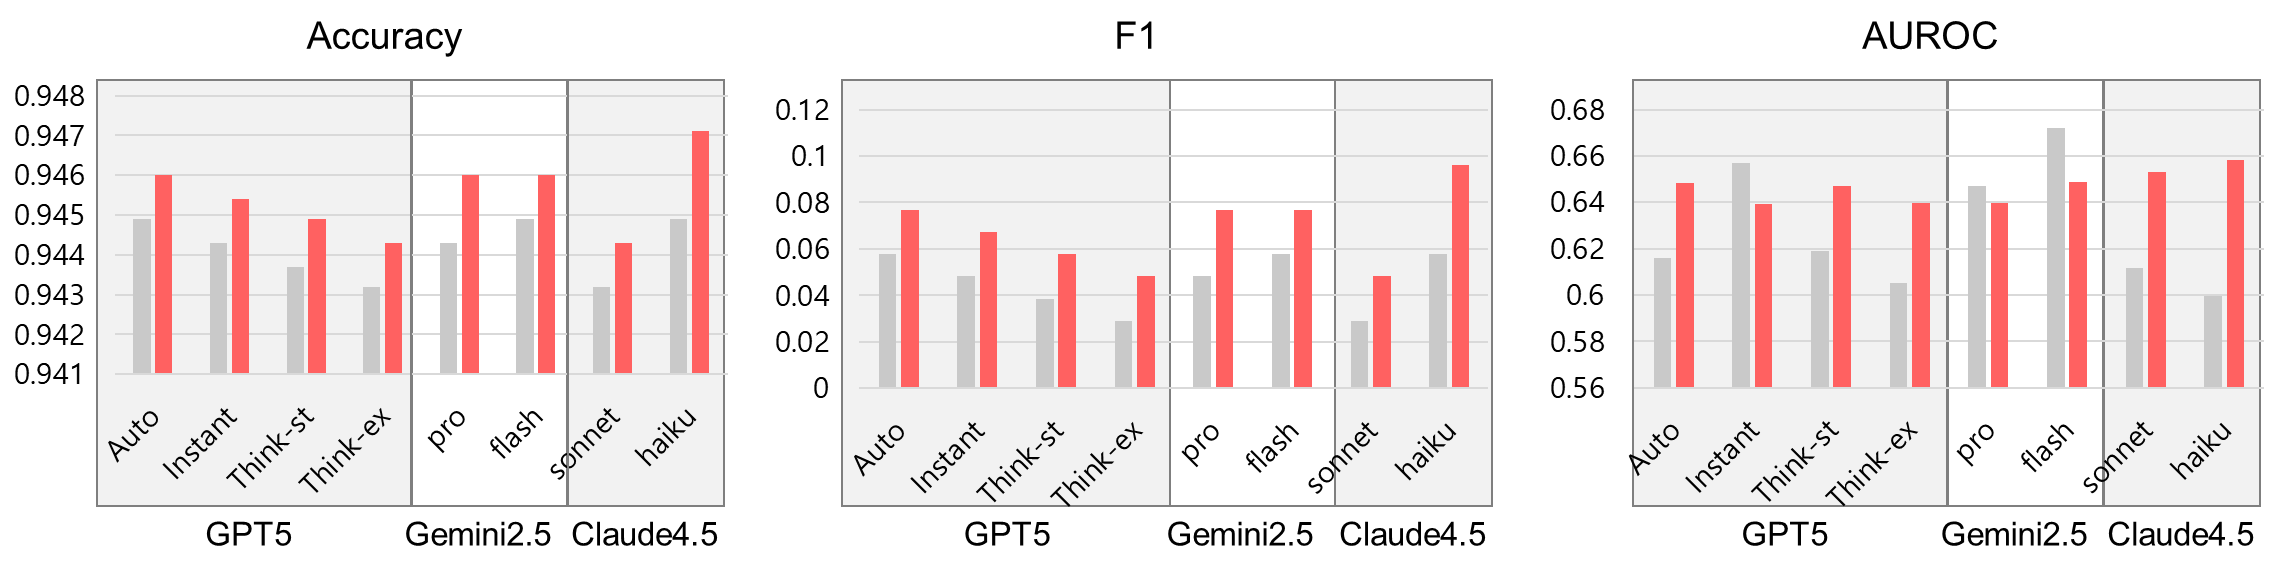 Accuracy
0.948
0.947
0.946
0.945
0.944
0.943
0.942
0.941
Auto
Instant
Think-st
Think-ex
pro
flash
sonnet
haiku
GPT5
Gemini2.5
Claude4.5
F1
0.12
0.1
0.08
0.06
0.04
0.02
0
Auto
Instant
Think-st
Think-ex
pro
flash
sonnet
haiku
GPT5
Gemini2.5
Claude4.5
AUROC
0.68
0.66
0.64
0.62
0.6
0.58
0.56
Auto
Instant
Think-st
Think-ex
pro
flash
sonnet
haiku
GPT5
Gemini2.5
Claude4.5